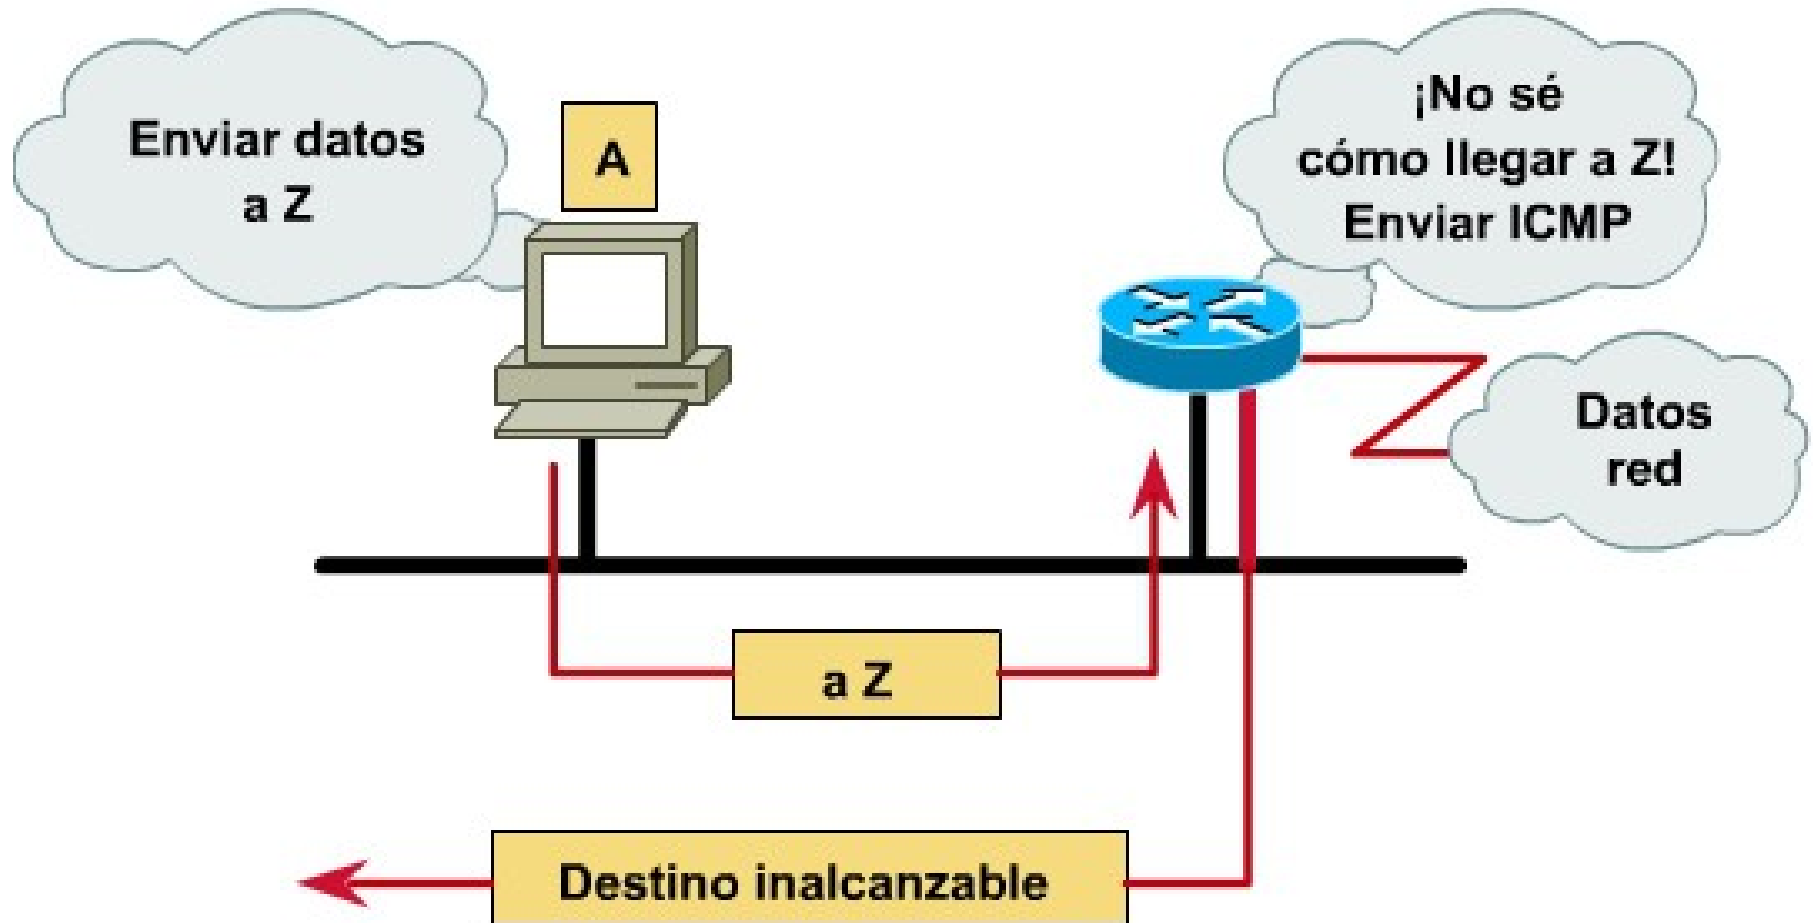 Enviar datos
a Z
A
¡No sé
cómo llegar a Z!
Enviar ICMP
Datos
red
a Z
Destino inalcanzable